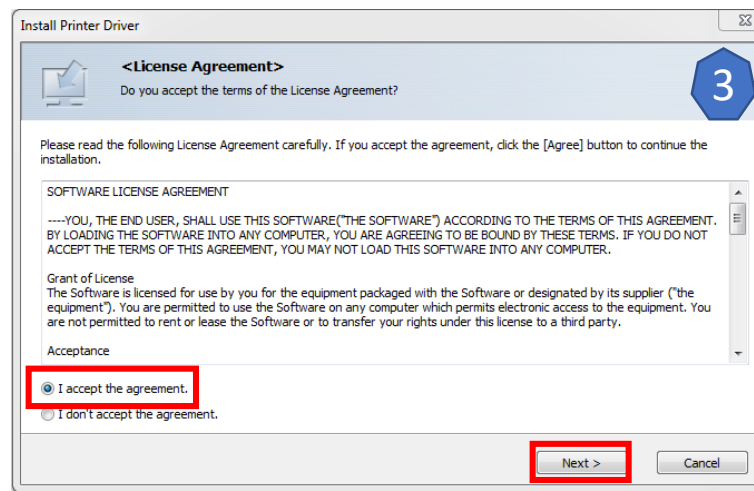 Install Printer Driver
<License Agreement>
Do you accept the terms of the License Agreement?
3
Please read the following License Agreement carefully. If you accept the agreement, click the [Agree] button to continue the
installation.
SOFTWARE LICENSE AGREEMENT
----YOU, THE END USER, SHALL USE THIS SOFTWARE("THE SOFTWARE") ACCORDING TO THE TERMS OF THIS AGREEMENT.
BY LOADING THE SOFTWARE INTO ANY COMPUTER, YOU ARE AGREEING TO BE BOUND BY THESE TERMS. IF YOU DO NOT
ACCEPT THE TERMS OF THIS AGREEMENT, YOU MAY NOT LOAD THIS SOFTWARE INTO ANY COMPUTER.
Grant of License
The Software is licensed for use by you for the equipment packaged with the Software or designated by its supplier ("the
equipment"). You are permitted to use the Software on any computer which permits electronic access to the equipment. You
are not permitted to rent or lease the Software or to transfer your rights under this license to a third party.
Acceptance
I accept the agreement.
I don't accept the agreement.
Next >
Cancel